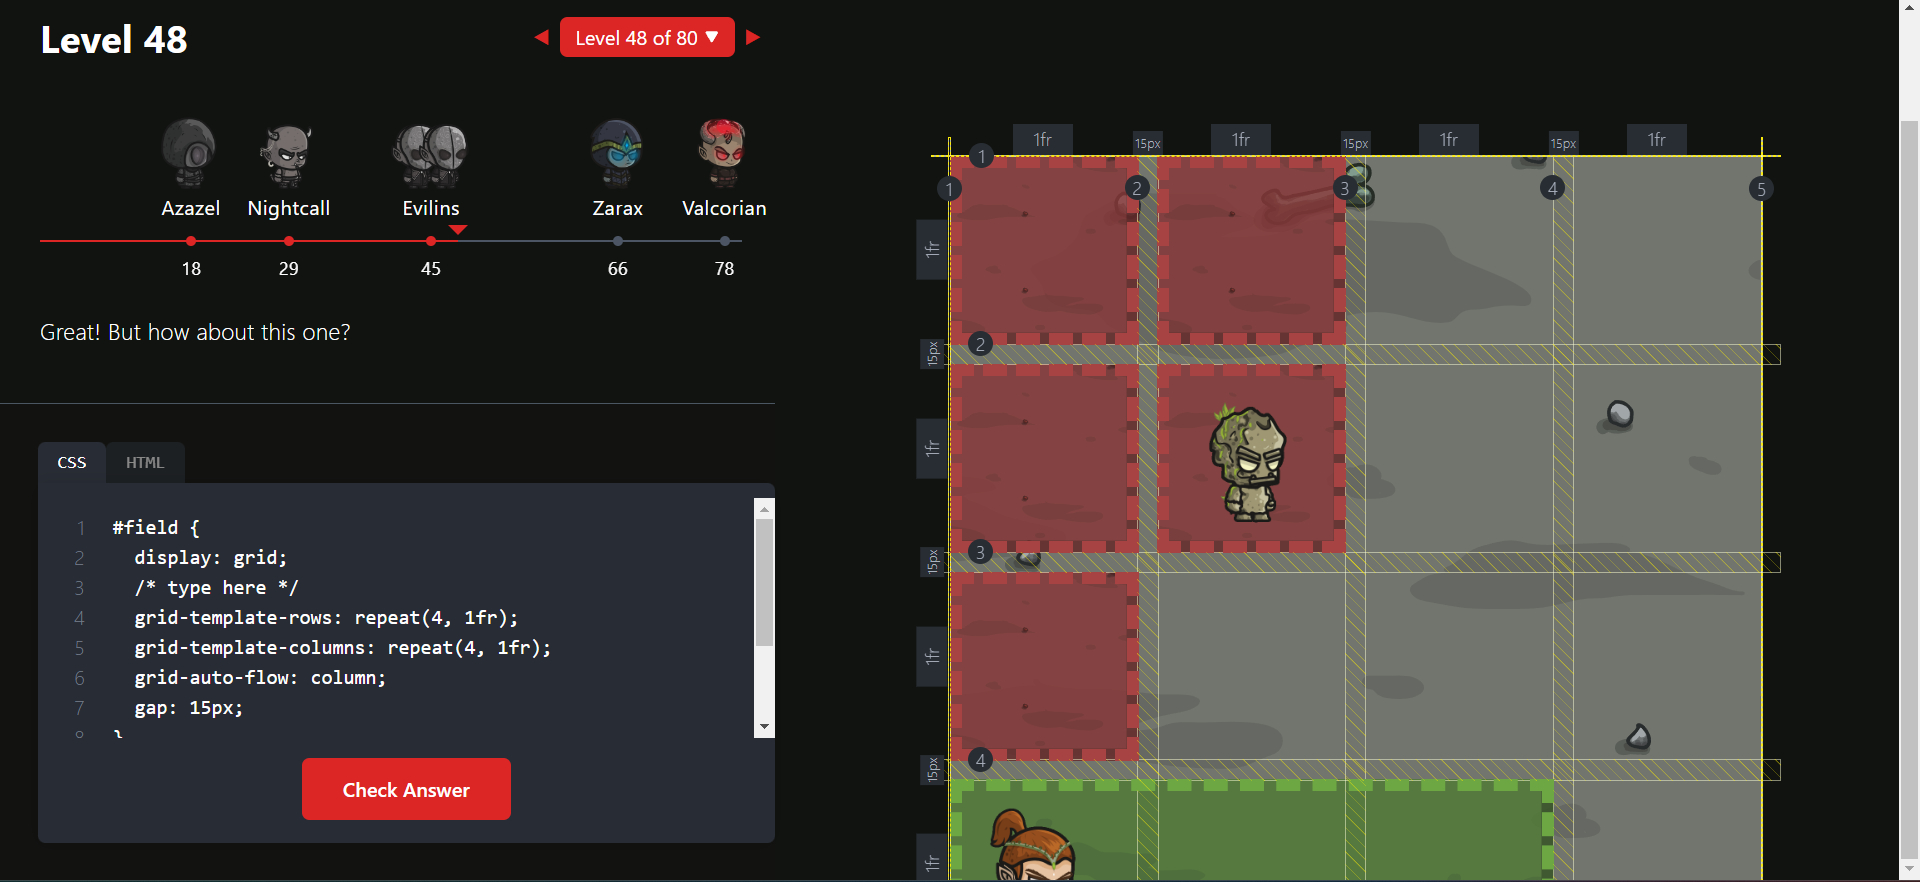 Level 48
Level 48 of 80 ▼
Azazel
Nightcall
Evilins
Zarax
Valcorian
18
29
45
66
78
Great! But how about this one?
CSS
HTML
1 #field {
2 display: grid;
3 /* type here */
4 grid-template-rows: repeat(4, 1fr);
5 grid-template-columns: repeat(4, 1fr);
6 grid-auto-flow: column;
7 gap: 15px;
}
Check Answer
1fr
15px
1fr
15px
1fr
15px
1fr
1
1
2
3
4
5
1fr
2
15px
1fr
3
15px
1fr
4
15px
1fr